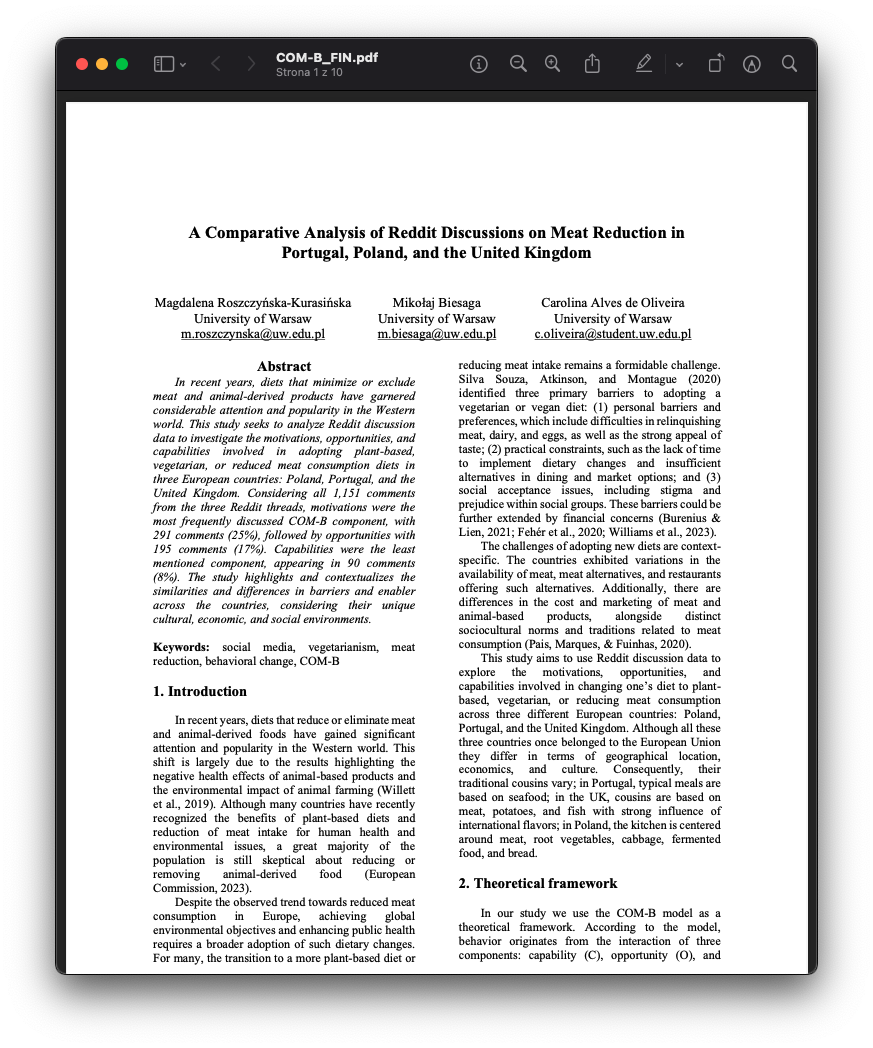 COM-B_FIN.pdf
Strona 1 z 10
A Comparative Analysis of Reddit Discussions on Meat Reduction in
Portugal, Poland, and the United Kingdom
Magdalena Roszczyńska-Kurasińska
University of Warsaw
m.roszczynska@uw.edu.pl
Mikołaj Biesaga
University of Warsaw
m.biesaga@uw.edu.pl
Carolina Alves de Oliveira
University of Warsaw
c.oliveira@student.uw.edu.pl
Abstract
In recent years, diets that minimize or exclude
meat and animal-derived products have garnered
considerable attention and popularity in the Western
world. This study seeks to analyze Reddit discussion
data to investigate the motivations, opportunities, and
capabilities involved in adopting plant-based,
vegetarian, or reduced meat consumption diets in
three European countries: Poland, Portugal, and the
United Kingdom. Considering all 1,151 comments
from the three Reddit threads, motivations were the
most frequently discussed COM-B component, with
291 comments (25%), followed by opportunities with
195 comments (17%). Capabilities were the least
mentioned component, appearing in 90 comments
(8%). The study highlights and contextualizes the
similarities and differences in barriers and enabler
across the countries, considering their unique
cultural, economic, and social environments.
Keywords: social media, vegetarianism, meat
reduction, behavioral change, COM-B
1. Introduction
In recent years, diets that reduce or eliminate meat
and animal-derived foods have gained significant
attention and popularity in the Western world. This
shift is largely due to the results highlighting the
negative health effects of animal-based products and
the environmental impact of animal farming (Willett
et al., 2019). Although many countries have recently
recognized the benefits of plant-based diets and
reduction of meat intake for human health and
environmental issues, a great majority of the
population is still skeptical about reducing or
removing animal-derived food (European
Commission, 2023).
Despite the observed trend towards reduced meat
consumption in Europe, achieving global
environmental objectives and enhancing public health
requires a broader adoption of such dietary changes.
For many, the transition to a more plant-based diet or
reducing meat intake remains a formidable challenge.
Silva Souza, Atkinson, and Montague (2020)
identified three primary barriers to adopting a
vegetarian or vegan diet: (1) personal barriers and
preferences, which include difficulties in relinquishing
meat, dairy, and eggs, as well as the strong appeal of
taste; (2) practical constraints, such as the lack of time
to implement dietary changes and insufficient
alternatives in dining and market options; and (3)
social acceptance issues, including stigma and
prejudice within social groups. These barriers could be
further extended by financial concerns (Burenius &
Lien, 2021; Fehér et al., 2020; Williams et al., 2023).
The challenges of adopting new diets are context-
specific. The countries exhibited variations in the
availability of meat, meat alternatives, and restaurants
offering such alternatives. Additionally, there are
differences in the cost and marketing of meat and
animal-based products, alongside distinct
sociocultural norms and traditions related to meat
consumption (Pais, Marques, & Fuinhas, 2020).
This study aims to use Reddit discussion data to
explore the motivations, opportunities, and
capabilities involved in changing one's diet to plant-
based, vegetarian, or reducing meat consumption
across three different European countries: Poland,
Portugal, and the United Kingdom. Although all these
three countries once belonged to the European Union
they differ in terms of geographical location,
economics, and culture. Consequently, their
traditional cousins vary; in Portugal, typical meals are
based on seafood; in the UK, cousins are based on
meat, potatoes, and fish with strong influence of
international flavors; in Poland, the kitchen is centered
around meat, root vegetables, cabbage, fermented
food, and bread.
2. Theoretical framework
In our study we use the COM-B model as a
theoretical framework. According to the model,
behavior originates from the interaction of three
components: capability (C), opportunity (O), and